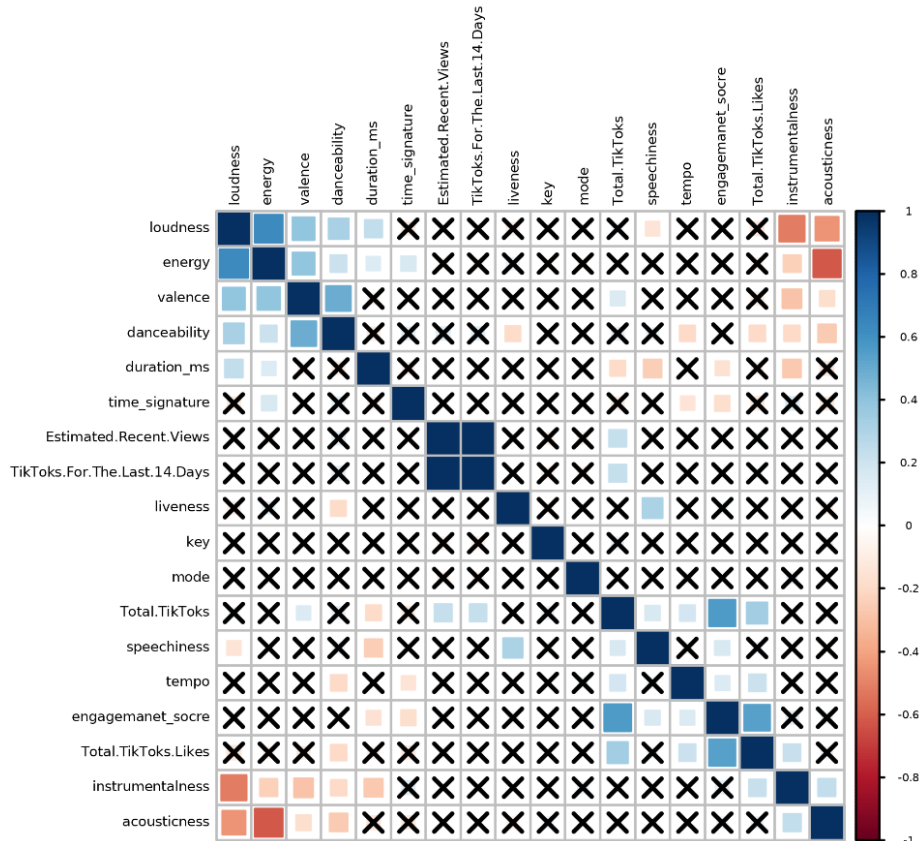 loudness
energy
valence
danceability
duration_ms
time_signature
Estimated.Recent.Views
TikToks.For.The.Last.14.Days
liveness
key
mode
Total.TikToks
speechiness
tempo
engagemanet_socre
Total.TikToks.Likes
instrumentalness
acousticness
loudness
energy
valence
danceability
duration_ms
time_signature
Estimated.Recent.Views
TikToks.For.The.Last.14.Days
liveness
key
mode
Total.TikToks
speechiness
tempo
engagemanet_socre
Total.TikToks.Likes
instrumentalness
acousticness
1
0.8
0.6
0.4
0.2
0
-0.2
-0.4
-0.6
-0.8
-1